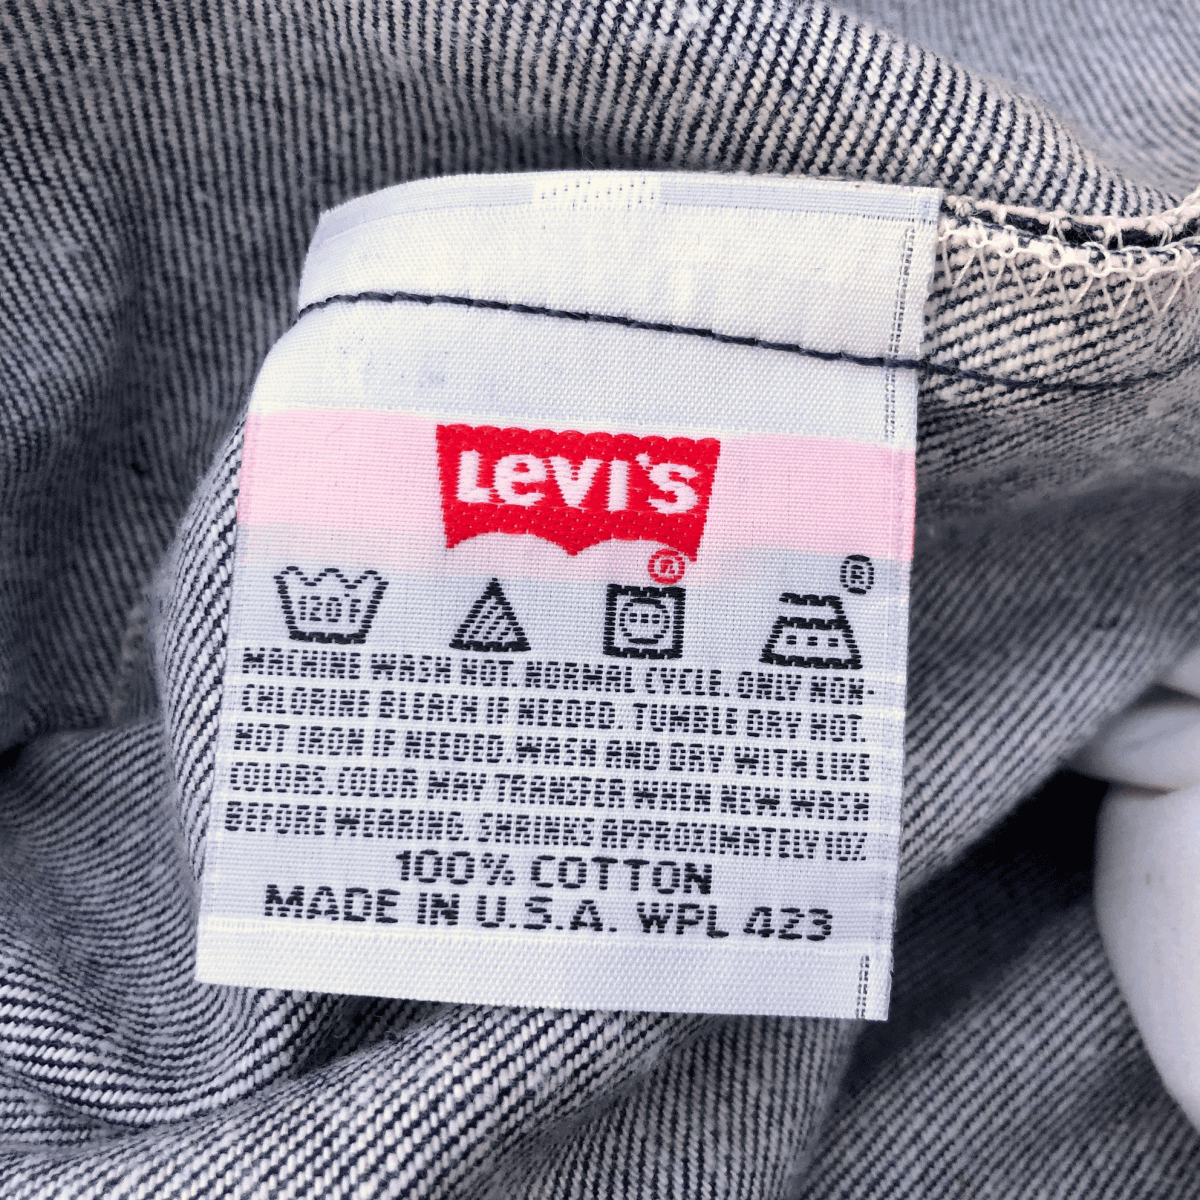 LEVI'S
®
®
120°F
MACHINE WASH HOT. NORMAL CYCLE. ONLY NON-
CHLORINE BLEACH IF NEEDED. TUMBLE DRY HOT.
HOT IRON IF NEEDED. WASH AND DRY WITH LIKE
COLORS. COLOR MAY TRANSFER WHEN NEW. WASH
BEFORE WEARING. SHRINKS APPROXIMATELY 10%
100% COTTON
MADE IN U.S.A. WPL 423